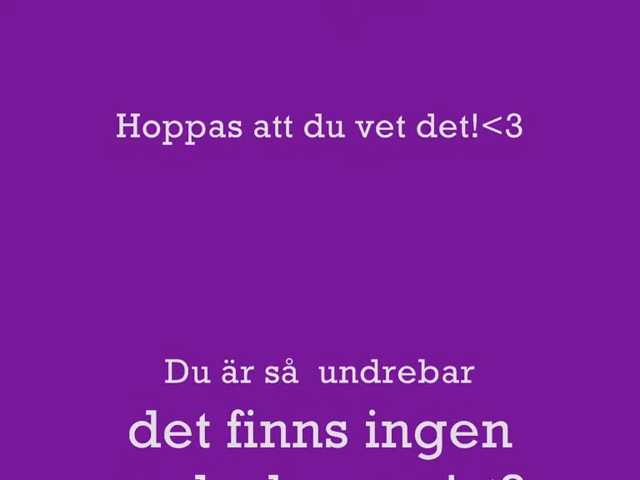 Hoppas att du vet det!<3
Du är så undrebar
det finns ingen